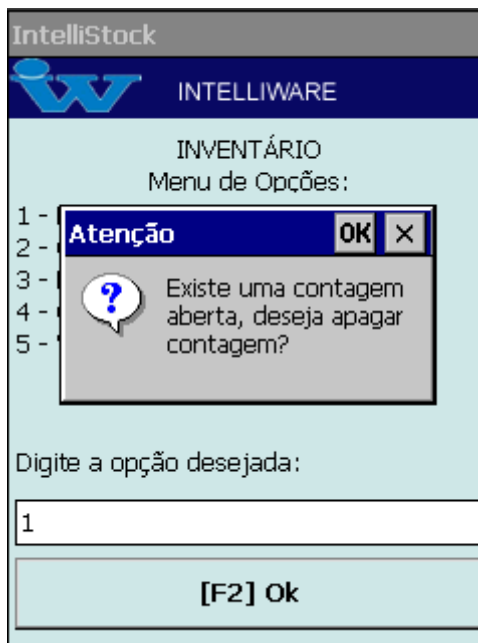 IntelliStock
INTELLIWARE
INVENTÁRIO
Menu de Opções:
1 -
2 -
3 -
4 -
5 -
Atenção OK ×
Existe uma contagem
aberta, deseja apagar
contagem?
Digite a opção desejada:
1
[F2] Ok